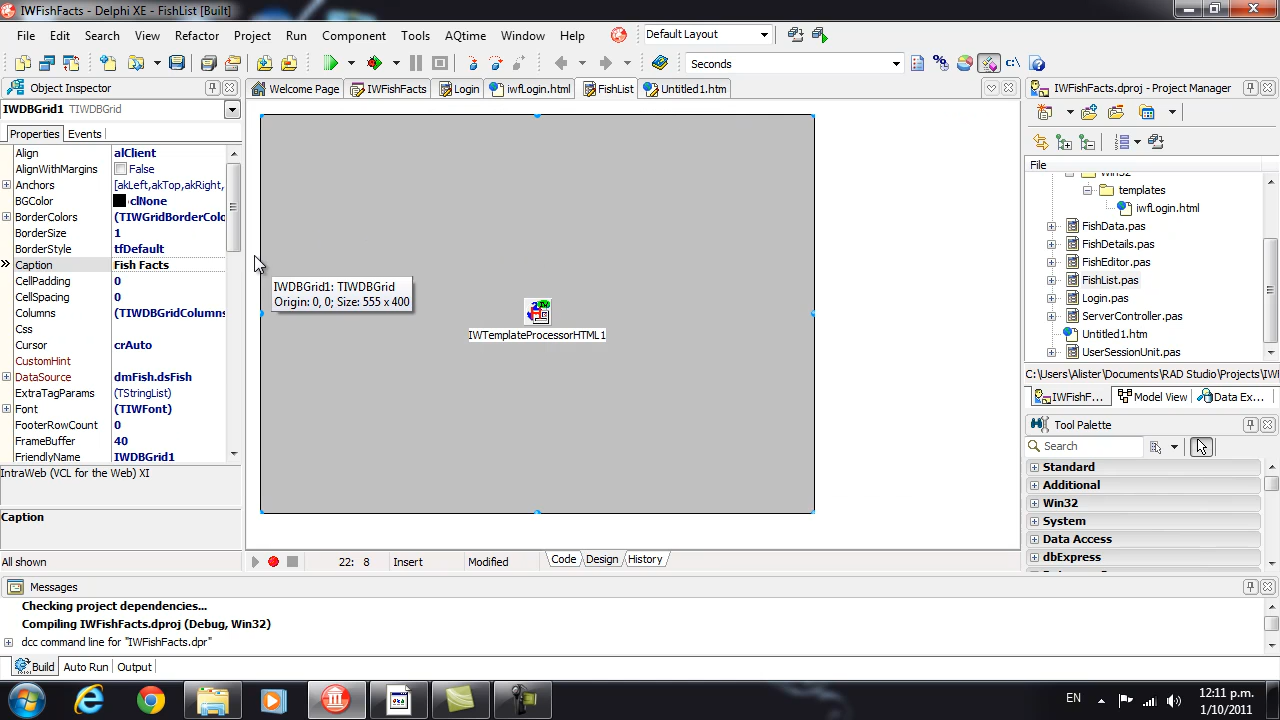 IWFishFacts - Delphi XE - FishList [Built]
File Edit Search View Refactor Project Run Component Tools AQtime Window Help Default Layout
Seconds
Object Inspector
Welcome Page IWFishFacts Login iwfLogin.html FishList Untitled1.htm
IWFishFacts.dproj - Project Manager
IWDBGrid1 TIWDBGrid
Properties Events
Align alClient
AlignWithMargins False
Anchors [akLeft,akTop,akRight,
BGColor clNone
BorderColors (TIWGridBorderColo
BorderSize 1
BorderStyle tfDefault
Caption Fish Facts
CellPadding 0
CellSpacing 0
Columns (TIWDBGridColumns
Css
Cursor crAuto
CustomHint
DataSource dmFish.dsFish
ExtraTagParams (TStringList)
Font (TIWFont)
FooterRowCount 0
FrameBuffer 40
FriendlyName IWDBGrid1
IntraWeb (VCL for the Web) XI
Caption
All shown
IWDBGrid1: TIWDBGrid
Origin: 0, 0; Size: 555 x 400
IWTemplateProcessorHTML1
22: 8 Insert Modified Code Design History
File
Win32
templates
iwfLogin.html
FishData.pas
FishDetails.pas
FishEditor.pas
FishList.pas
Login.pas
ServerController.pas
Untitled1.htm
UserSessionUnit.pas
C:\Users\Alister\Documents\RAD Studio\Projects\IWI
IWFishF... Model View Data Ex...
Tool Palette
Search
Standard
Additional
Win32
System
Data Access
dbExpress
Messages
Checking project dependencies...
Compiling IWFishFacts.dproj (Debug, Win32)
dcc command line for "IWFishFacts.dpr"
Build Auto Run Output
EN
12:11 p.m.
1/10/2011